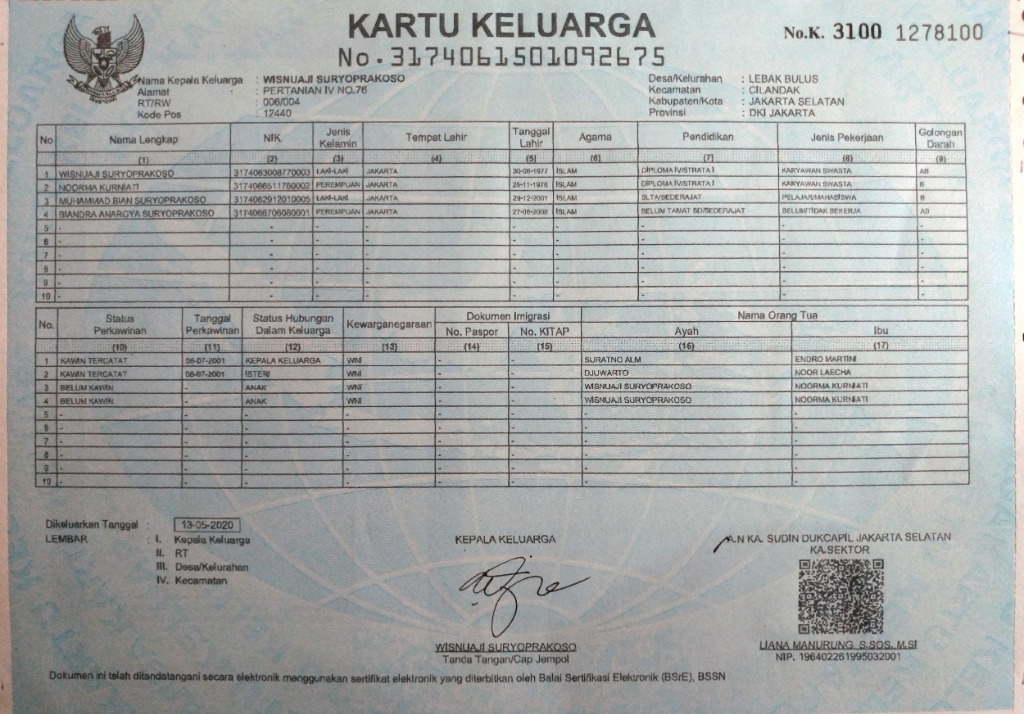 KARTU KELUARGA
No. 3174061501092675
No.K. 3100 1278100
Nama Kepala Keluarga : WISNUAJI SURYOPRAKOSO
Alamat : PERTANIAN IV NO.76
RT/RW : 006/004
Kode Pos : 12440
Desa/Kelurahan : LEBAK BULUS
Kecamatan : CILANDAK
Kabupaten/Kota : JAKARTA SELATAN
Provinsi : DKI JAKARTA
No Nama Lengkap NIK Jenis Kelamin Tempat Lahir Tanggal Lahir Agama Pendidikan Jenis Pekerjaan Golongan Darah
(1) (2) (3) (4) (5) (6) (7) (8) (9)
1 WISNUAJI SURYOPRAKOSO 3174063008770003 LAKI-LAKI JAKARTA 30-08-1977 ISLAM DIPLOMA IV/STRATA I KARYAWAN SWASTA AB
2 NOORMA KURNIATI PEREMPUAN JAKARTA ISLAM DIPLOMA IV/STRATA I KARYAWAN SWASTA B
3 MUHAMMAD BIAN SURYOPRAKOSO 3174062912010005 LAKI-LAKI JAKARTA 29-12-2001 ISLAM SLTA/SEDERAJAT PELAJAR/MAHASISWA B
4 BIANDRA ANAROYA SURYOPRAKOSO 3174066706080001 PEREMPUAN JAKARTA 27-06-2008 ISLAM BELUM TAMAT SD/SEDERAJAT BELUM/TIDAK BEKERJA AB
5 - - - - - - - - -
6 - - - - - - - - -
7 - - - - - - - - -
8 - - - - - - - - -
9 - - - - - - - - -
10 - - - - - - - - -
No. Status Perkawinan Tanggal Perkawinan Status Hubungan Dalam Keluarga Kewarganegaraan Dokumen Imigrasi Nama Orang Tua
No. Paspor No. KITAP Ayah Ibu
(10) (11) (12) (13) (14) (15) (16) (17)
1 KAWIN TERCATAT 06-07-2001 KEPALA KELUARGA WNI - - SURATNO ALM ENDRO MARTINI
2 KAWIN TERCATAT 06-07-2001 ISTERI WNI - - DJUWARTO NOOR LAECHA
3 BELUM KAWIN - ANAK WNI - - WISNUAJI SURYOPRAKOSO NOORMA KURNIATI
4 BELUM KAWIN - ANAK WNI - - WISNUAJI SURYOPRAKOSO NOORMA KURNIATI
5 - - - - - - - -
6 - - - - - - - -
7 - - - - - - - -
8 - - - - - - - -
9 - - - - - - - -
10 - - - - - - - -
Dikeluarkan Tanggal : 13-05-2020
LEMBAR : I. Kepala Keluarga
II. RT
III. Desa/Kelurahan
IV. Kecamatan
KEPALA KELUARGA
WISNUAJI SURYOPRAKOSO
Tanda Tangan/Cap Jempol
A.N KA. SUDIN DUKCAPIL JAKARTA SELATAN
KA.SEKTOR
LIANA MANURUNG, S.SOS, M.SI
NIP. 196402261995032001
Dokumen ini telah ditandatangani secara elektronik menggunakan sertifikat elektronik yang diterbitkan oleh Balai Sertifikasi Elektronik (BSrE), BSSN